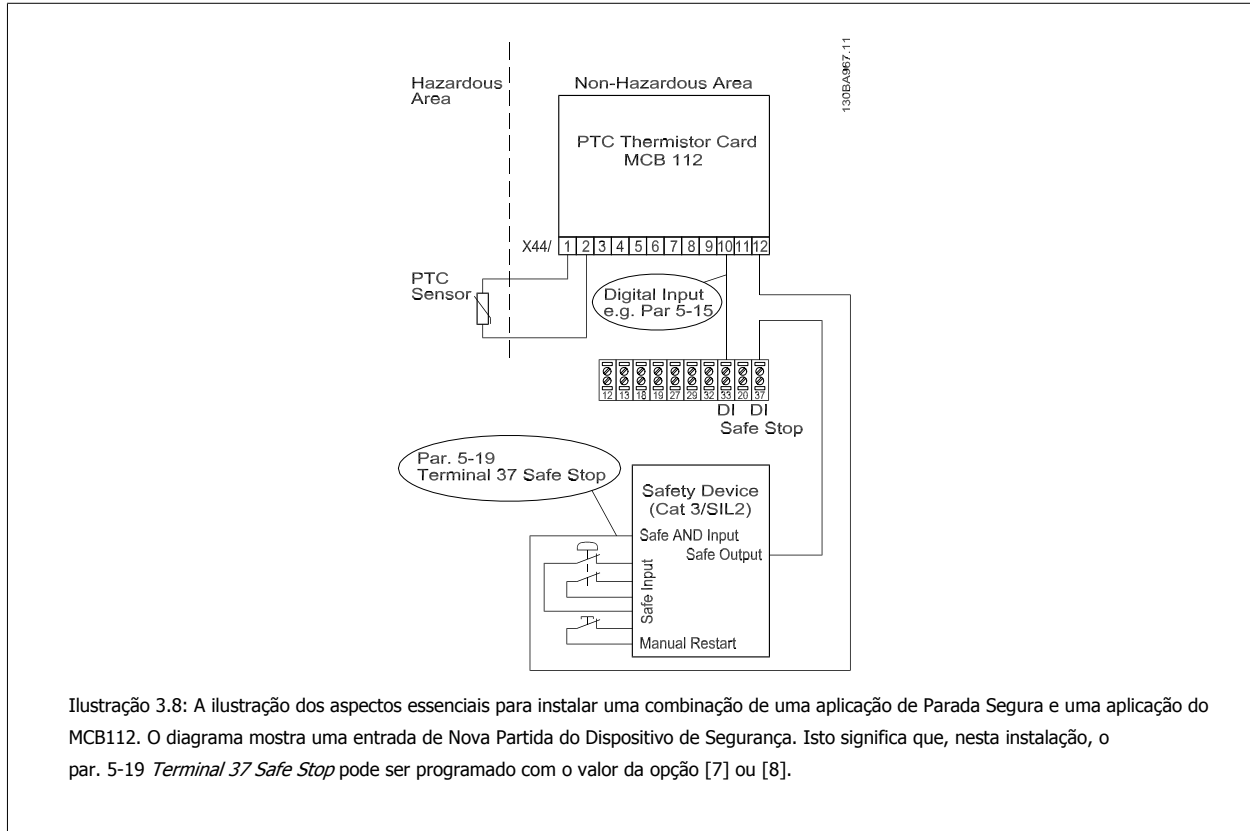 130BA967.11
Hazardous
Area
Non-Hazardous Area
PTC Thermistor Card
MCB 112
X44/ 1 2 3 4 5 6 7 8 9 10 11 12
PTC
Sensor
Digital Input
e.g. Par 5-15
12 13 18 19 27 29 32 33 20 37
DI DI
Safe Stop
Par. 5-19
Terminal 37 Safe Stop
Safety Device
(Cat 3/SIL2)
Safe AND Input
Safe Output
Safe Input
Manual Restart
Ilustração 3.8: A ilustração dos aspectos essenciais para instalar uma combinação de uma aplicação de Parada Segura e uma aplicação do
MCB112. O diagrama mostra uma entrada de Nova Partida do Dispositivo de Segurança. Isto significa que, nesta instalação, o
par. 5-19 Terminal 37 Safe Stop pode ser programado com o valor da opção [7] ou [8].